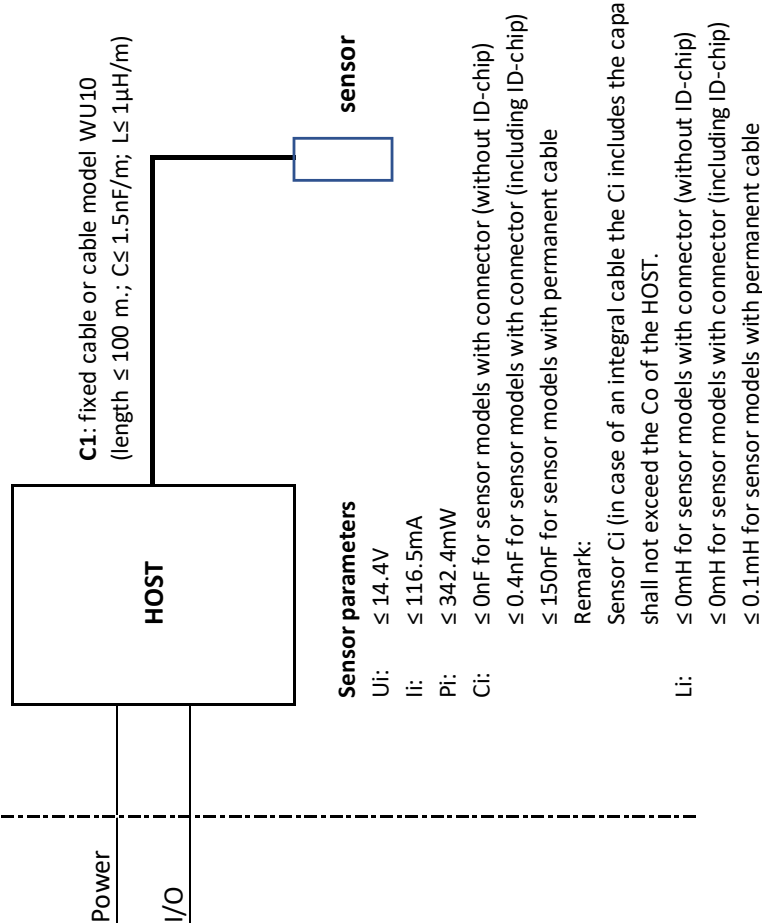 C1: fixed cable or cable model WU10
(length ≤ 100 m.; C≤ 1.5nF/m; L≤ 1µH/m)
HOST
sensor
Power
I/O
Sensor parameters
Ui: ≤ 14.4V
Ii: ≤ 116.5mA
Pi: ≤ 342.4mW
Ci: ≤ 0nF for sensor models with connector (without ID-chip)
≤ 0.4nF for sensor models with connector (including ID-chip)
≤ 150nF for sensor models with permanent cable
Remark:
Sensor Ci (in case of an integral cable the Ci includes the capa
shall not exceed the Co of the HOST.
Li: ≤ 0mH for sensor models with connector (without ID-chip)
≤ 0mH for sensor models with connector (including ID-chip)
≤ 0.1mH for sensor models with permanent cable